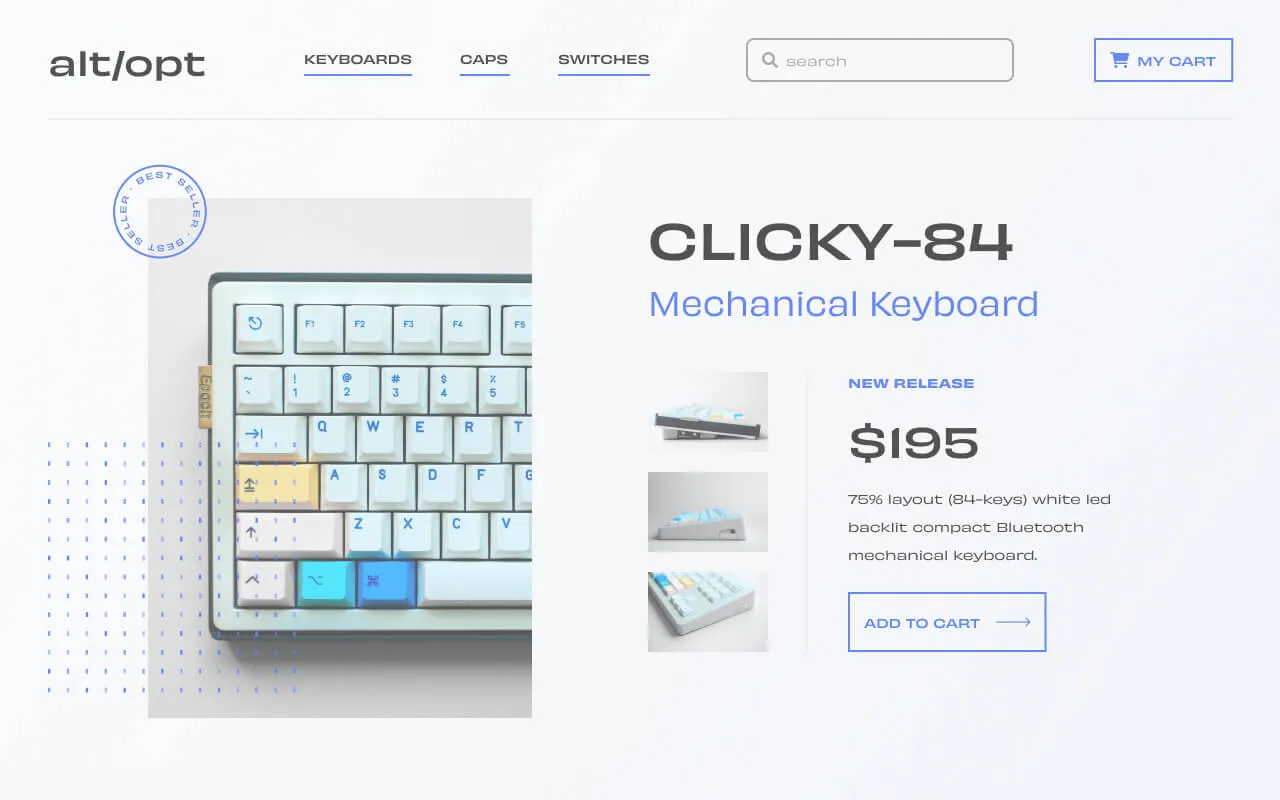 alt/opt
KEYBOARDS
CAPS
SWITCHES
search
MY CART
BEST SELLER · BEST SELLER ·
CLICKY-84
Mechanical Keyboard
F1
F2
F3
F4
F5
~ ! @ # $ %
` 1 2 3 4 5
Q W E R T
A S D F G
Z X C V
Epoch
NEW RELEASE
$195
75% layout (84-keys) white led
backlit compact Bluetooth
mechanical keyboard.
ADD TO CART